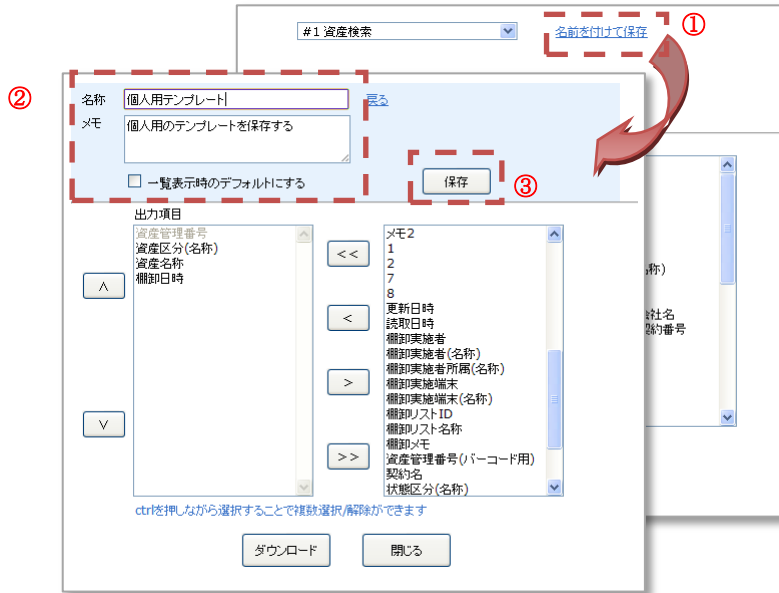 #1 資産検索
名前を付けて保存
①
②
名称
個人用テンプレート
戻る
メモ
個人用のテンプレートを保存する
一覧表示時のデフォルトにする
保存
③
出力項目
資産管理番号
資産区分(名称)
資産名称
棚卸日時
∧
∨
<<
<
>
>>
メモ2
1
2
7
8
更新日時
読取日時
棚卸実施者
棚卸実施者(名称)
棚卸実施者所属(名称)
棚卸実施端末
棚卸実施端末(名称)
棚卸リストID
棚卸リスト名称
棚卸メモ
資産管理番号(バーコード用)
契約名
状態区分(名称)
名称)
会社名
契約番号
ctrlを押しながら選択することで複数選択/解除ができます
ダウンロード
閉じる